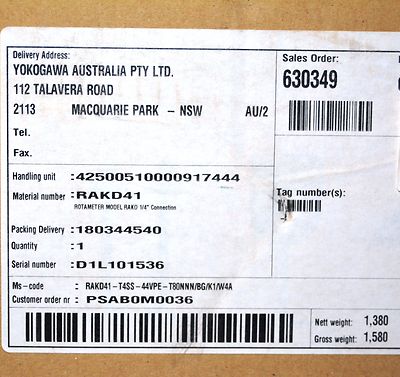 Delivery Address:
YOKOGAWA AUSTRALIA PTY LTD.
112 TALAVERA ROAD
2113 MACQUARIE PARK - NSW AU/2
Tel.
Fax.
Sales Order:
630349
Handling unit :42500510000917444
Material number :RAKD41
ROTAMETER MODEL RAKD 1/4" Connection
Tag number(s):
Packing Delivery :180344540
Quantity :1
Serial number :D1L101536
Ms-code : RAKD41-T4SS-44VPE-T80NNN/BG/K1/W4A
Customer order nr : PSAB0M0036
Nett weight: 1,380
Gross weight: 1,580